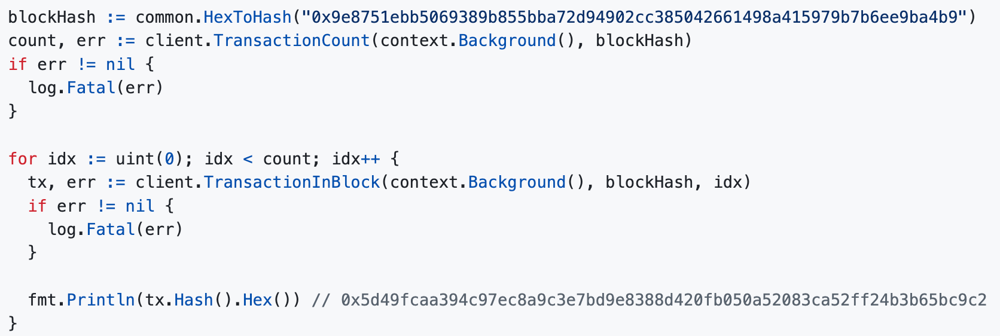 blockHash := common.HexToHash("0x9e8751ebb5069389b855bba72d94902cc385042661498a415979b7b6ee9ba4b9")
count, err := client.TransactionCount(context.Background(), blockHash)
if err != nil {
  log.Fatal(err)
}

for idx := uint(0); idx < count; idx++ {
  tx, err := client.TransactionInBlock(context.Background(), blockHash, idx)
  if err != nil {
    log.Fatal(err)
  }

  fmt.Println(tx.Hash().Hex()) // 0x5d49fcaa394c97ec8a9c3e7bd9e8388d420fb050a52083ca52ff24b3b65bc9c2
}